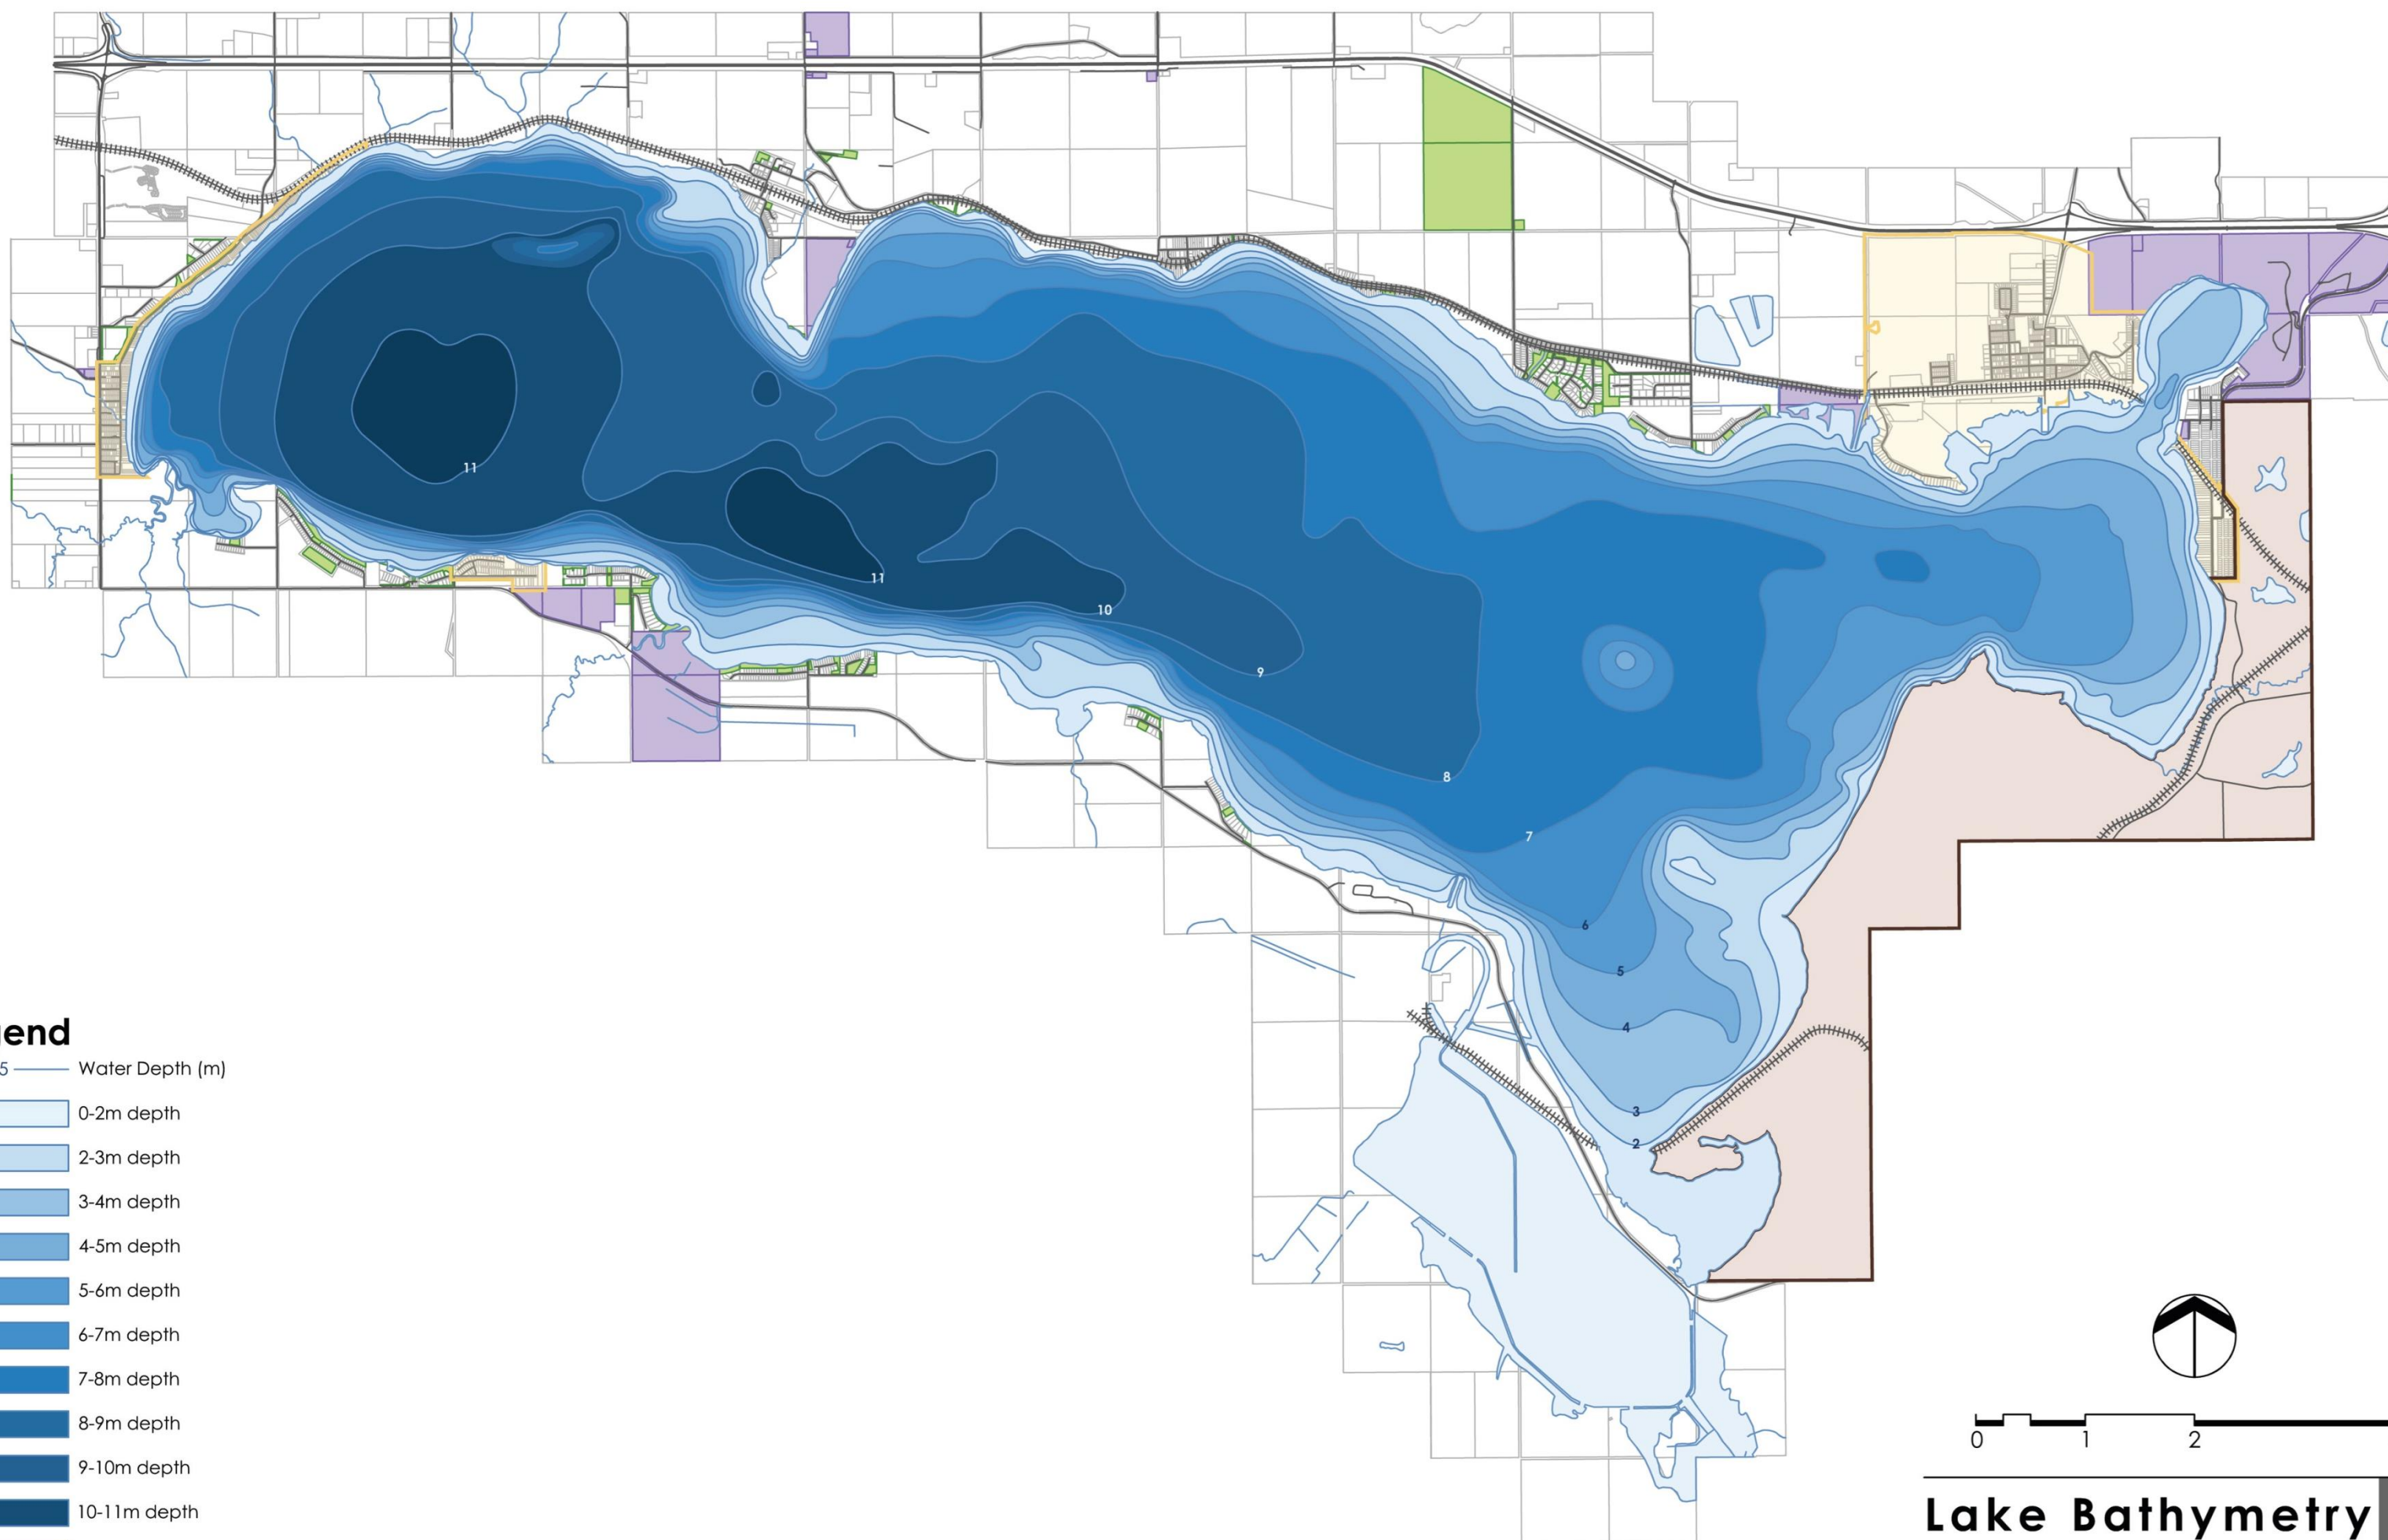 11
11
10
9
8
7
6
5
4
3
2
end
5 Water Depth (m)
0-2m depth
2-3m depth
3-4m depth
4-5m depth
5-6m depth
6-7m depth
7-8m depth
8-9m depth
9-10m depth
10-11m depth
0 1 2
Lake Bathymetry